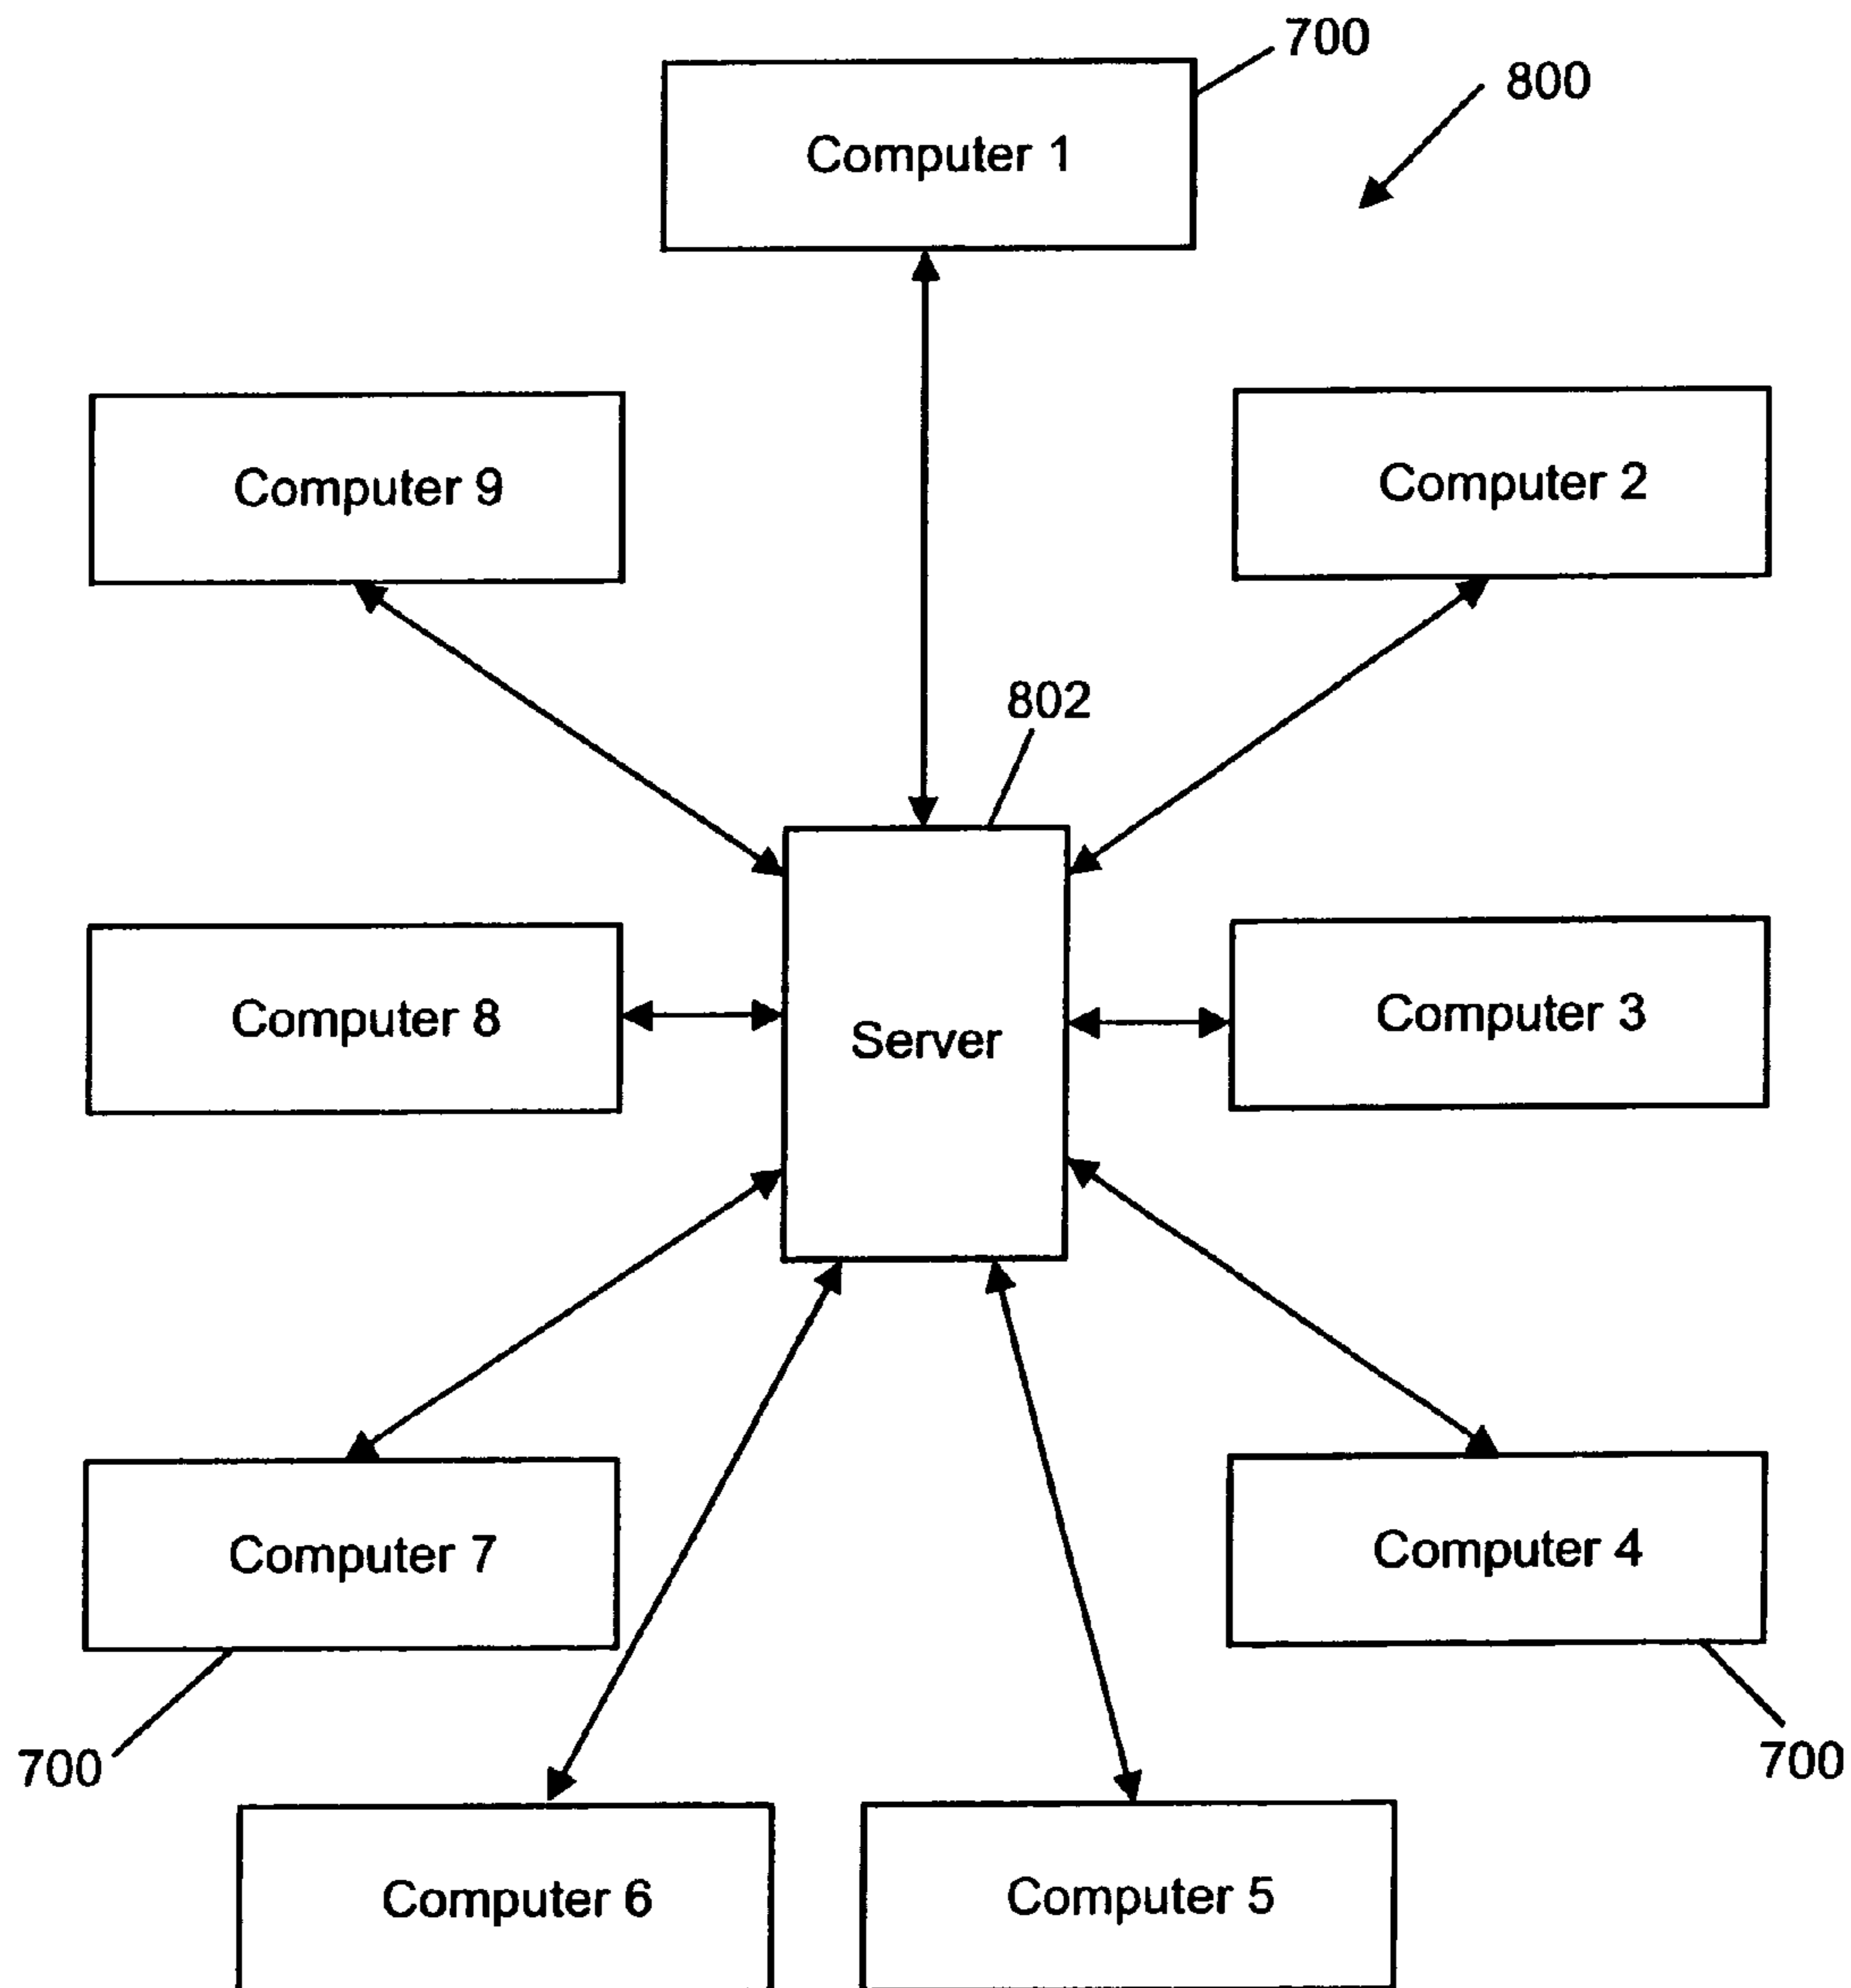 700
800
Computer 1
Computer 9
Computer 2
802
Computer 8
Server
Computer 3
Computer 7
Computer 4
700
700
Computer 6
Computer 5